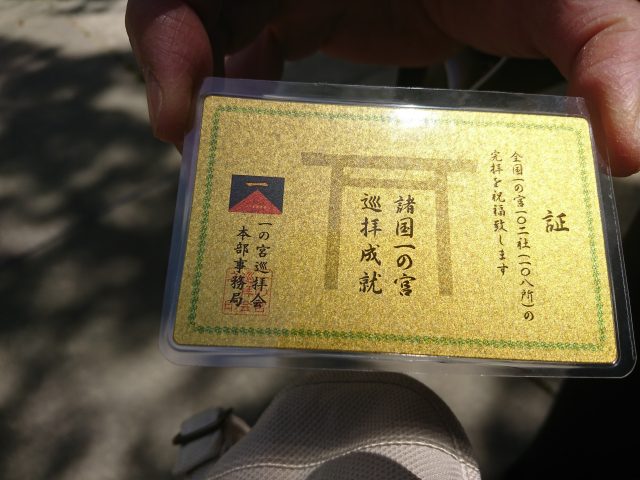 証
全国一の宮一〇二社(一〇八所)の
完拝を祝福致します
諸国一の宮
巡拝成就
一の宮巡拝会
本部事務局
一